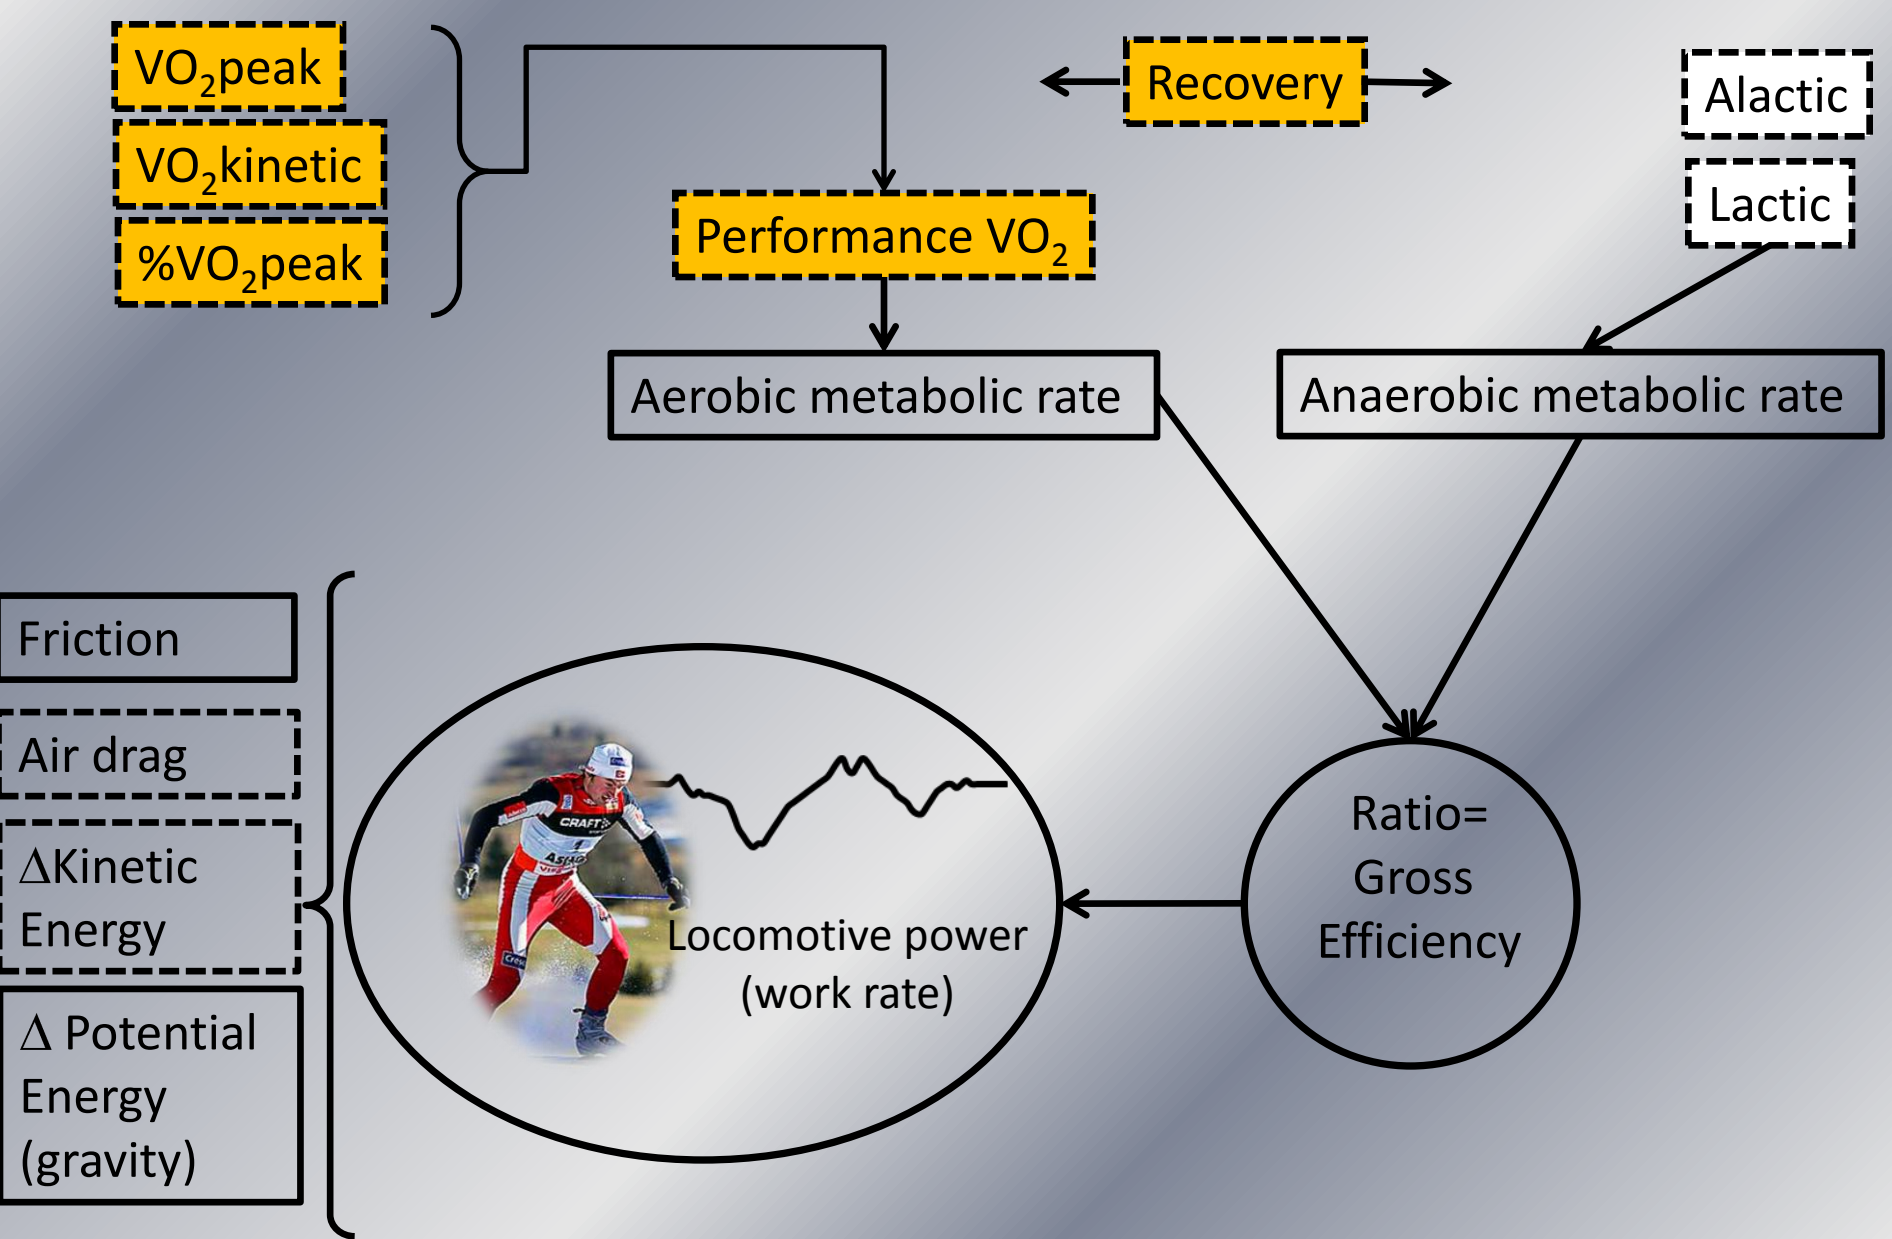 VO₂peak
VO₂kinetic
%VO₂peak
Recovery
Performance VO₂
Alactic
Lactic
Aerobic metabolic rate
Anaerobic metabolic rate
Friction
Air drag
ΔKinetic
Energy
Δ Potential
Energy
(gravity)
CRAFT
1
Locomotive power
(work rate)
Ratio=
Gross
Efficiency